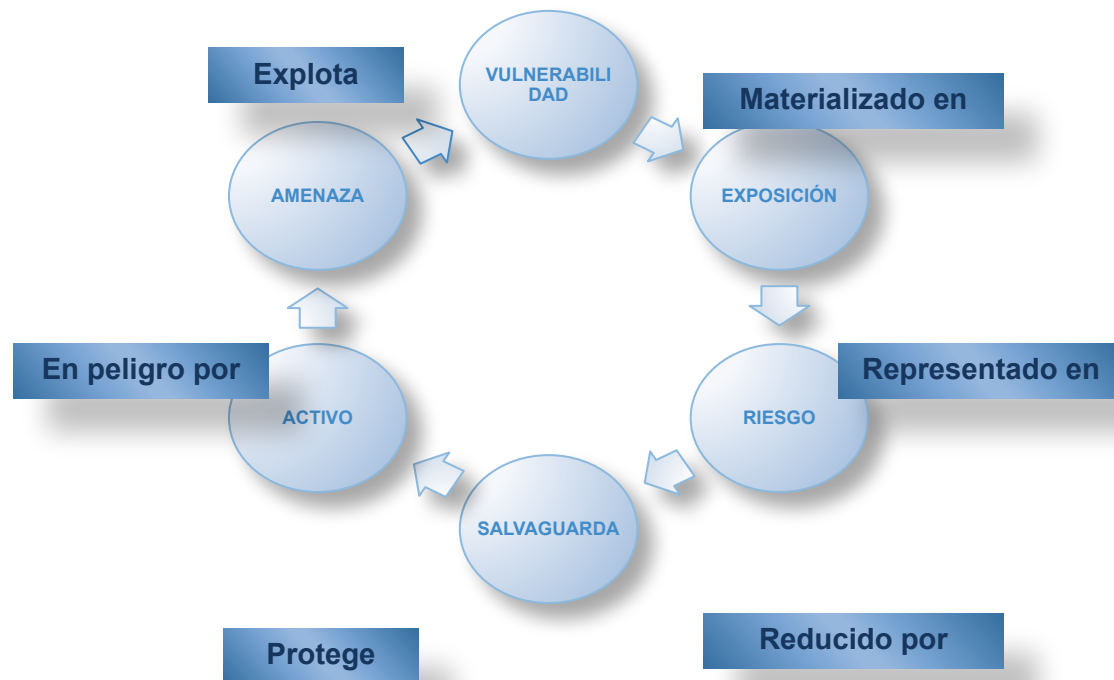 Explota
VULNERABILI
DAD
Materializado en
AMENAZA
EXPOSICIÓN
En peligro por
Representado en
ACTIVO
RIESGO
SALVAGUARDA
Protege
Reducido por